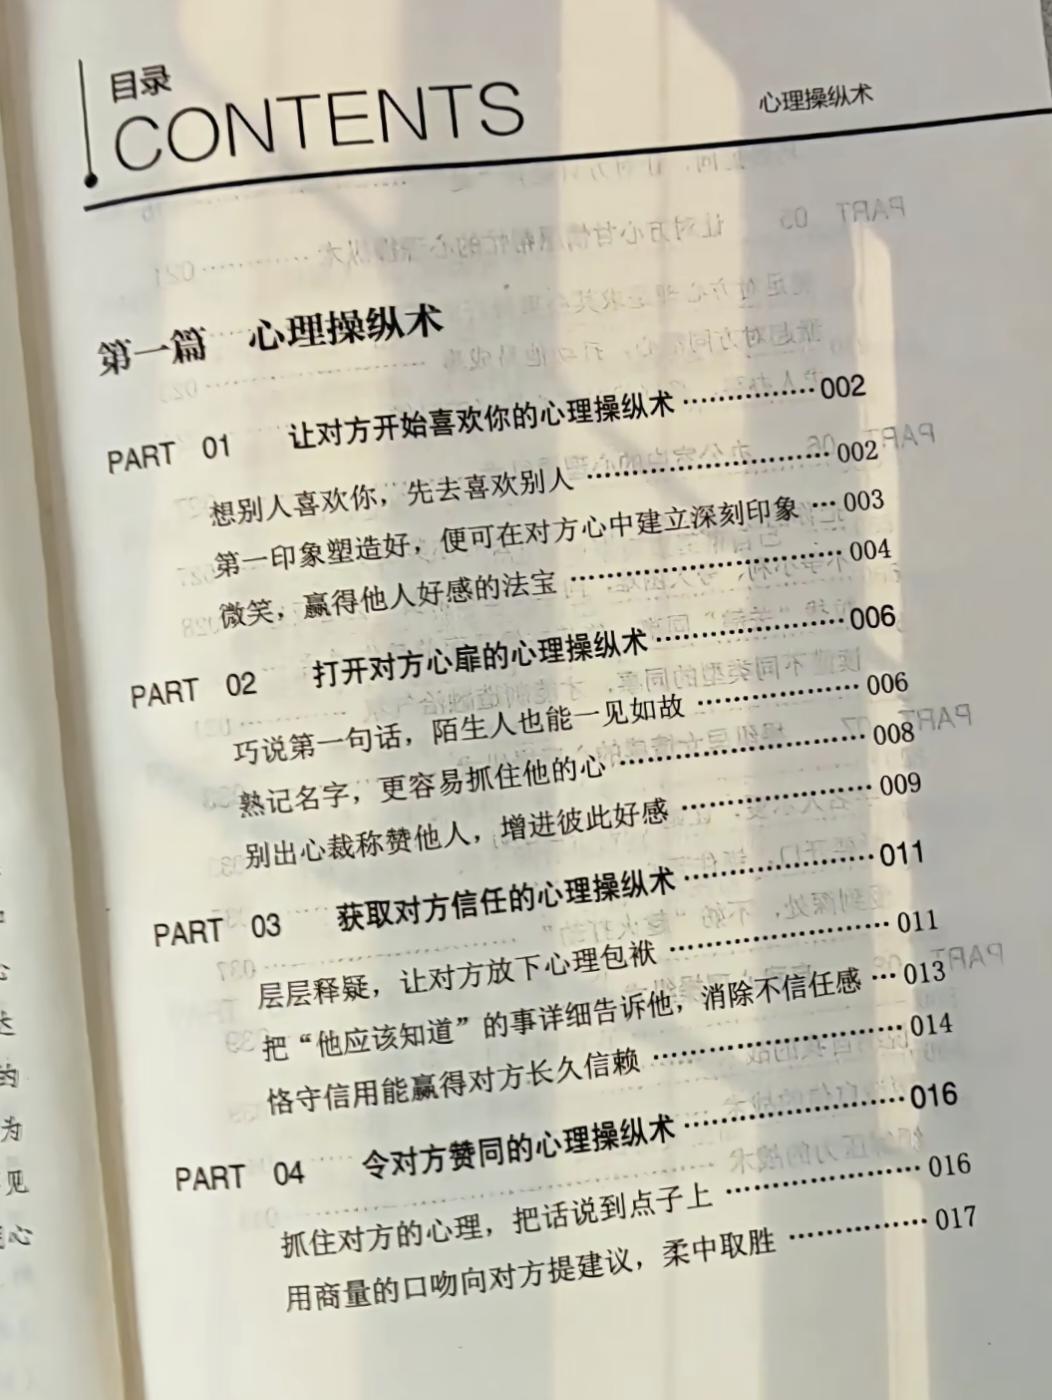 目录
CONTENTS
心理操纵术
第一篇 心理操纵术
PART 01 让对方开始喜欢你的心理操纵术 ·············· 002
想别人喜欢你，先去喜欢别人 ························ 002
第一印象塑造好，便可在对方心中建立深刻印象 ··· 003
微笑，赢得他人好感的法宝 ··························· 004
PART 02 打开对方心扉的心理操纵术 ··················· 006
巧说第一句话，陌生人也能一见如故 ················ 006
熟记名字，更容易抓住他的心 ························ 008
别出心裁称赞他人，增进彼此好感 ··················· 009
PART 03 获取对方信任的心理操纵术 ··················· 011
层层释疑，让对方放下心理包袱 ······················ 011
把“他应该知道”的事详细告诉他，消除不信任感 ··· 013
恪守信用能赢得对方长久信赖 ························ 014
PART 04 令对方赞同的心理操纵术 ······················ 016
抓住对方的心理，把话说到点子上 ··················· 016
用商量的口吻向对方提建议，柔中取胜 ·············· 017
达
的
为
见
心